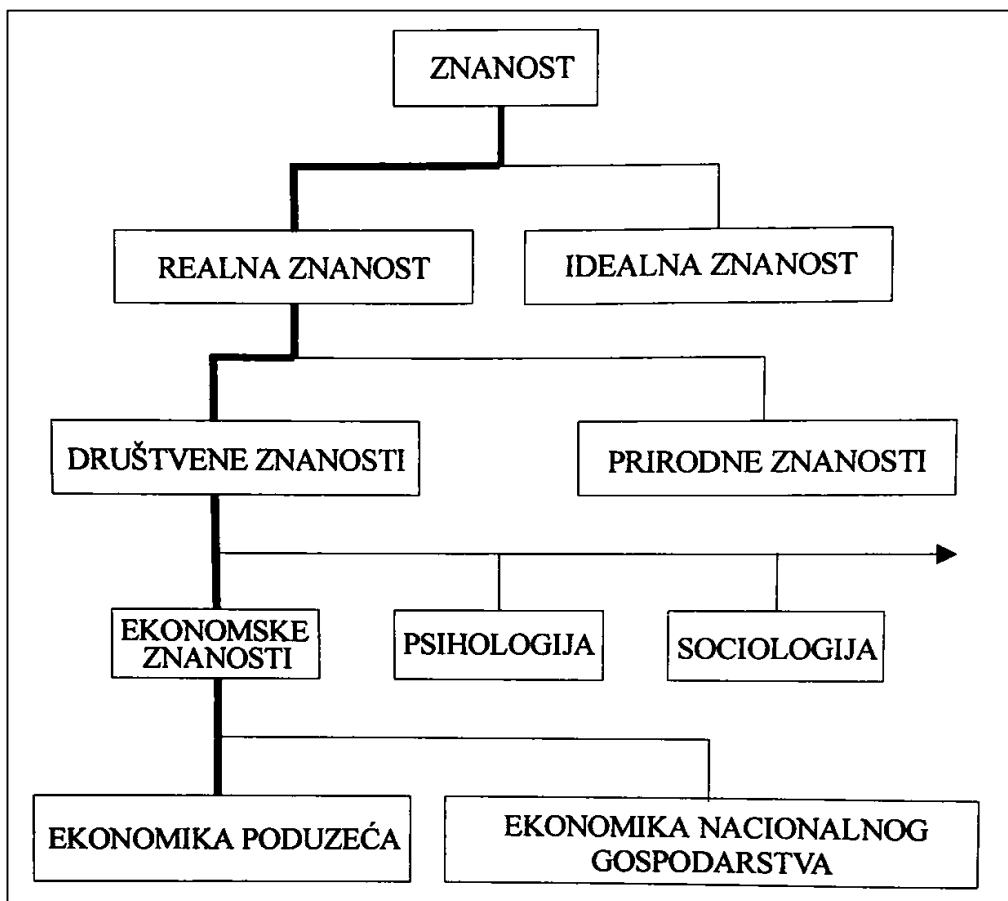 ZNANOST
REALNA ZNANOST
IDEALNA ZNANOST
DRUŠTVENE ZNANOSTI
PRIRODNE ZNANOSTI
EKONOMSKE
ZNANOSTI
PSIHOLOGIJA
SOCIOLOGIJA
EKONOMIKA PODUZEĆA
EKONOMIKA NACIONALNOG
GOSPODARSTVA